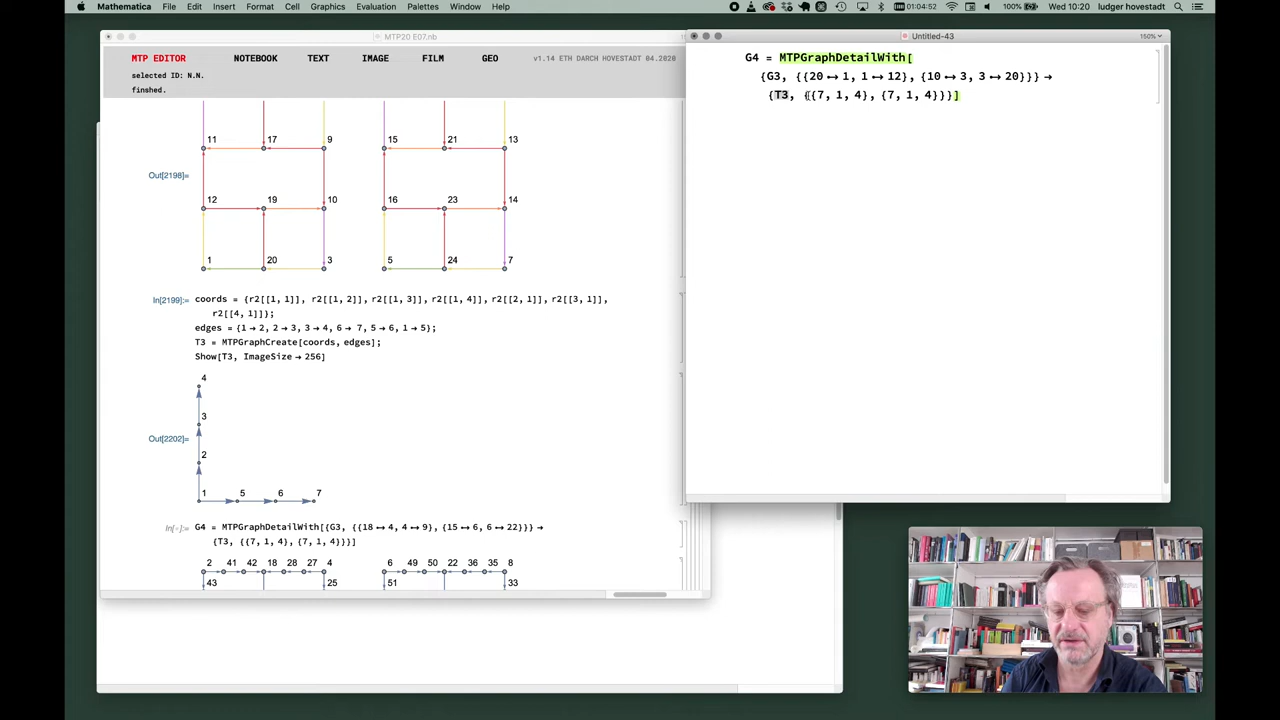 Mathematica File Edit Insert Format Cell Graphics Evaluation Palettes Window Help 01:04:52 100% Wed 10:20 ludger hovestadt
MTP20 E07.nb
MTP EDITOR NOTEBOOK TEXT IMAGE FILM GEO v1.14 ETH DARCH HOVESTADT 04.2020
selected ID: N.N.
finshed.
11 17 9 15 21 13
Out[2198]=
12 19 10 16 23 14
1 20 3 5 24 7
In[2199]:= coords = {r2[[1, 1]], r2[[1, 2]], r2[[1, 3]], r2[[1, 4]], r2[[2, 1]], r2[[3, 1]],
r2[[4, 1]]};
edges = {1 → 2, 2 → 3, 3 → 4, 6 → 7, 5 → 6, 1 → 5};
T3 = MTPGraphCreate[coords, edges];
Show[T3, ImageSize → 256]
4
3
Out[2202]=
2
1 5 6 7
In[-]:= G4 = MTPGraphDetailWith[{G3, {{18 ↔ 4, 4 ↔ 9}, {15 ↔ 6, 6 ↔ 22}}} →
{T3, {{7, 1, 4}, {7, 1, 4}}}]
2 41 42 18 28 27 4 6 49 50 22 36 35 8
43 25 51 33
Untitled-43
150%
G4 = MTPGraphDetailWith[
{G3, {{20 ↔ 1, 1 ↔ 12}, {10 ↔ 3, 3 ↔ 20}}} →
{T3, {{7, 1, 4}, {7, 1, 4}}}]